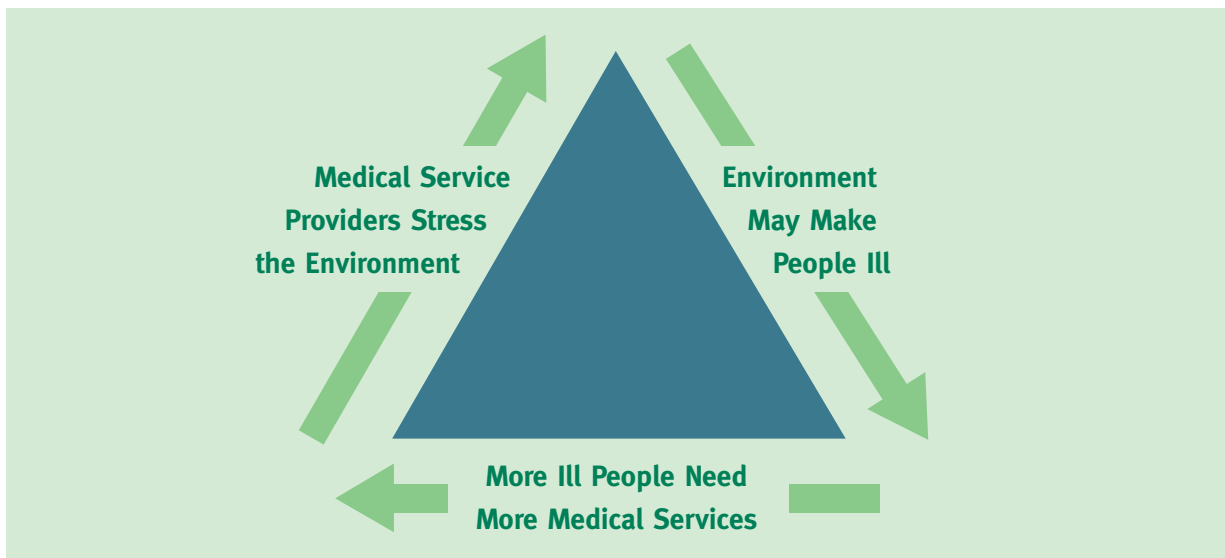 Medical Service
Providers Stress
the Environment
Environment
May Make
People Ill
More Ill People Need
More Medical Services